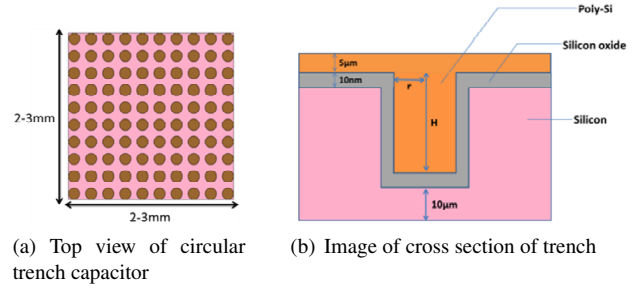 2-3mm
2-3mm
(a) Top view of circular
trench capacitor
Poly-Si
Silicon oxide
5µm
10nm
r
H
Silicon
10µm
(b) Image of cross section of trench